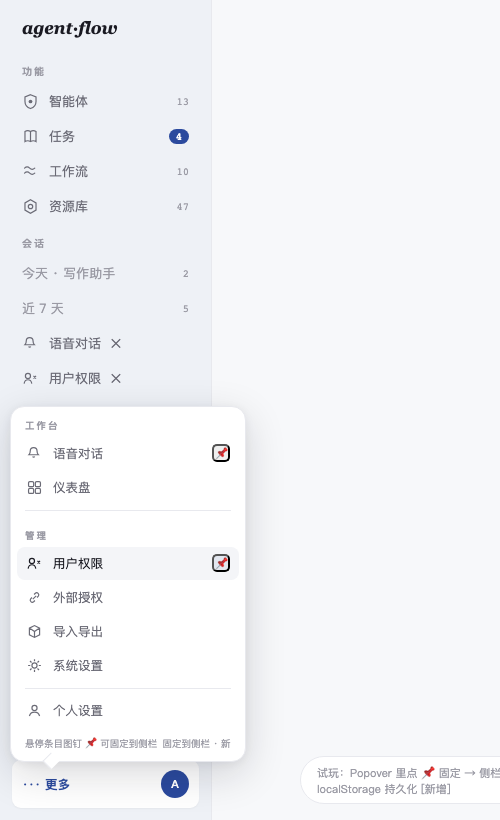 agent·flow
功能
智能体 13
任务 4
工作流 10
资源库 47
会话
今天 · 写作助手 2
近 7 天 5
语音对话 ×
用户权限 ×
工作台
语音对话 📌
仪表盘
管理
用户权限 📌
外部授权
导入导出
系统设置
个人设置
悬停条目图钉 📌 可固定到侧栏 固定到侧栏 · 新
··· 更多 A
试玩: Popover 里点 📌 固定 → 侧栏
localStorage 持久化 [新增]